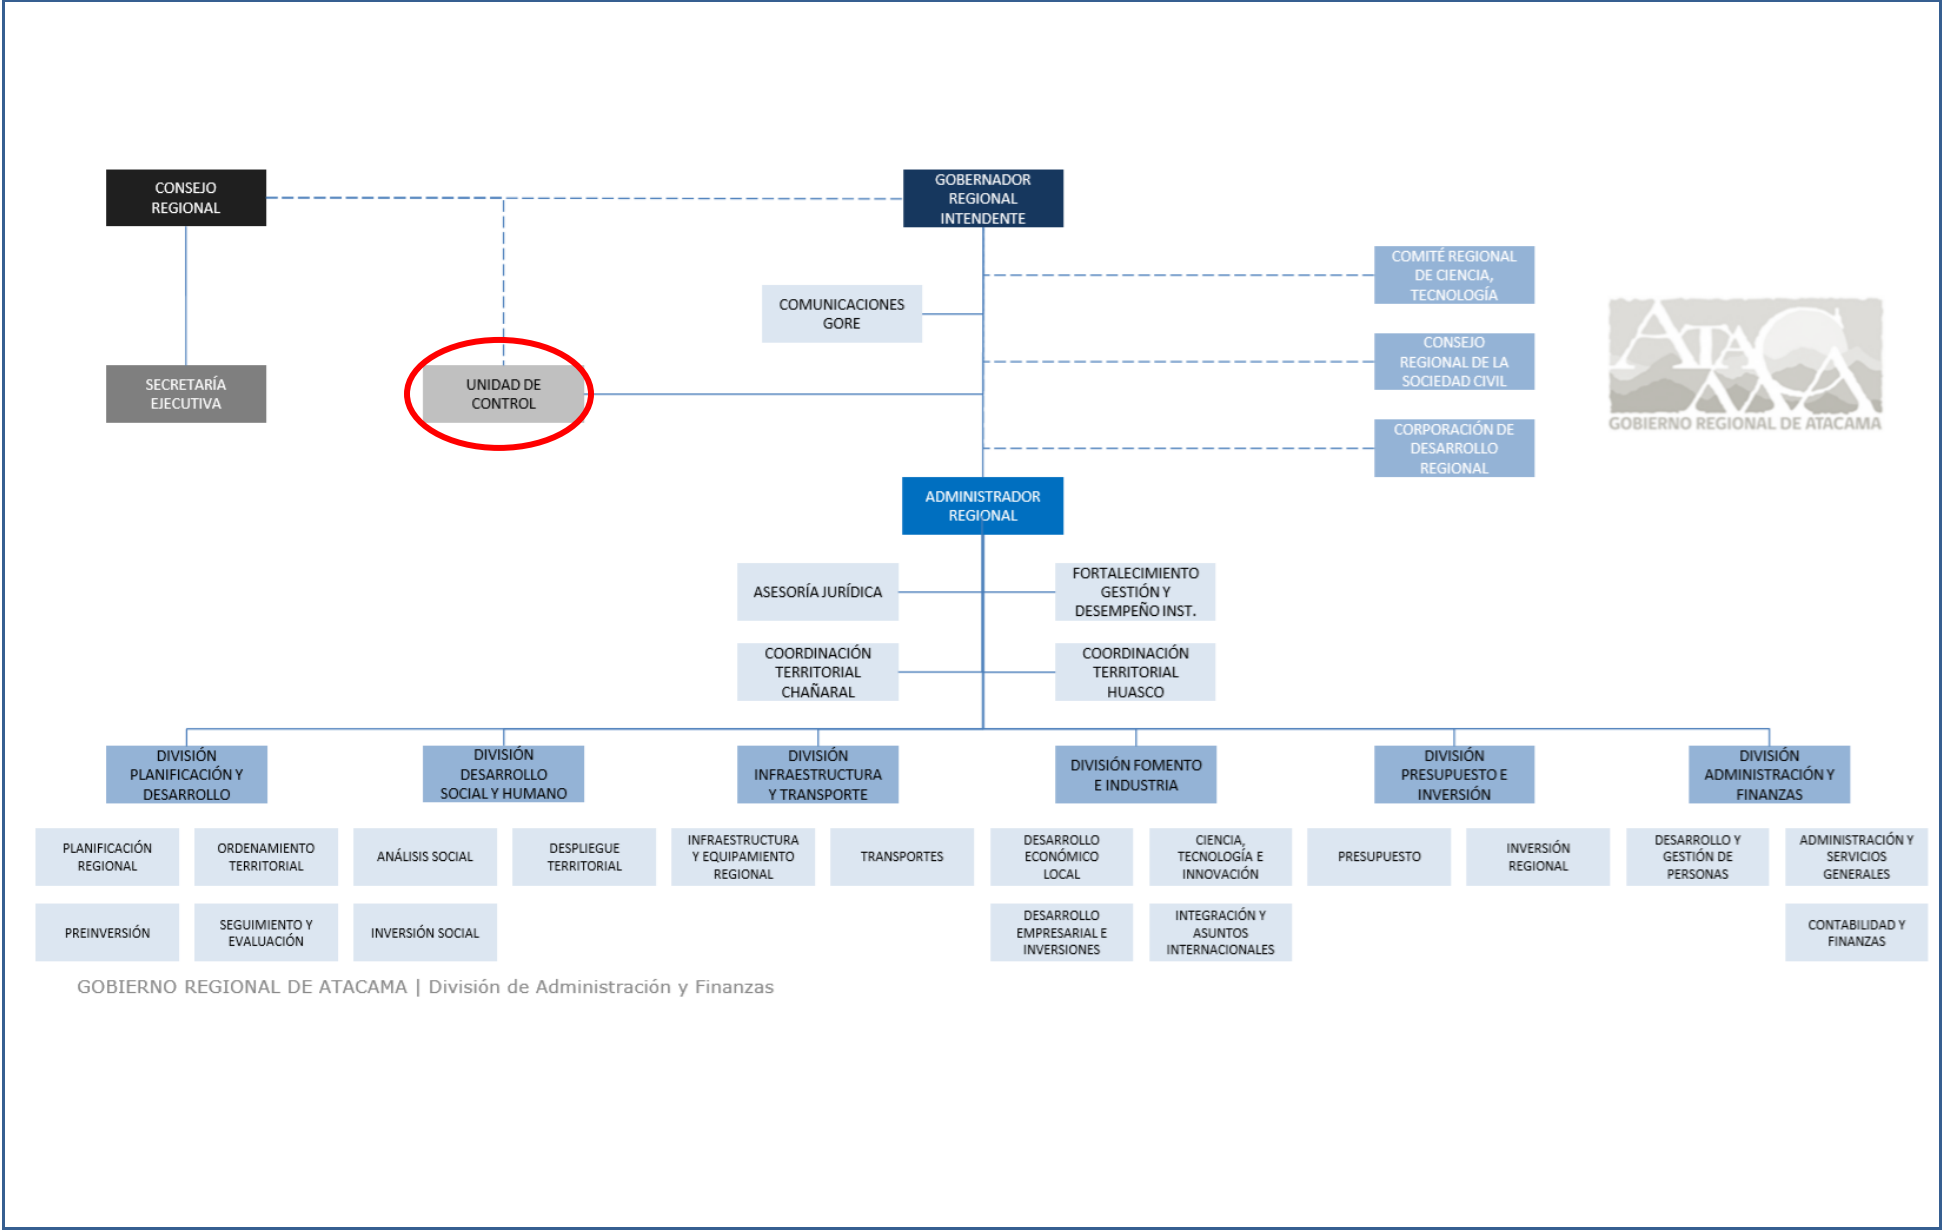 CONSEJO
REGIONAL
GOBERNADOR
REGIONAL
INTENDENTE
COMITÉ REGIONAL
DE CIENCIA,
TECNOLOGÍA
COMUNICACIONES
GORE
CONSEJO
REGIONAL DE LA
SOCIEDAD CIVIL
ATACAMA
GOBIERNO REGIONAL DE ATACAMA
SECRETARÍA
EJECUTIVA
UNIDAD DE
CONTROL
CORPORACIÓN DE
DESARROLLO
REGIONAL
ADMINISTRADOR
REGIONAL
ASESORÍA JURÍDICA
FORTALECIMIENTO
GESTIÓN Y
DESEMPEÑO INST.
COORDINACIÓN
TERRITORIAL
CHAÑARAL
COORDINACIÓN
TERRITORIAL
HUASCO
DIVISIÓN
PLANIFICACIÓN Y
DESARROLLO
DIVISIÓN
DESARROLLO
SOCIAL Y HUMANO
DIVISIÓN
INFRAESTRUCTURA
Y TRANSPORTE
DIVISIÓN FOMENTO
E INDUSTRIA
DIVISIÓN
PRESUPUESTO E
INVERSIÓN
DIVISIÓN
ADMINISTRACIÓN Y
FINANZAS
PLANIFICACIÓN
REGIONAL
ORDENAMIENTO
TERRITORIAL
ANÁLISIS SOCIAL
DESPLIEGUE
TERRITORIAL
INFRAESTRUCTURA
Y EQUIPAMIENTO
REGIONAL
TRANSPORTES
DESARROLLO
ECONÓMICO
LOCAL
CIENCIA,
TECNOLOGÍA E
INNOVACIÓN
PRESUPUESTO
INVERSIÓN
REGIONAL
DESARROLLO Y
GESTIÓN DE
PERSONAS
ADMINISTRACIÓN Y
SERVICIOS
GENERALES
PREINVERSIÓN
SEGUIMIENTO Y
EVALUACIÓN
INVERSIÓN SOCIAL
DESARROLLO
EMPRESARIAL E
INVERSIONES
INTEGRACIÓN Y
ASUNTOS
INTERNACIONALES
CONTABILIDAD Y
FINANZAS
GOBIERNO REGIONAL DE ATACAMA | División de Administración y Finanzas